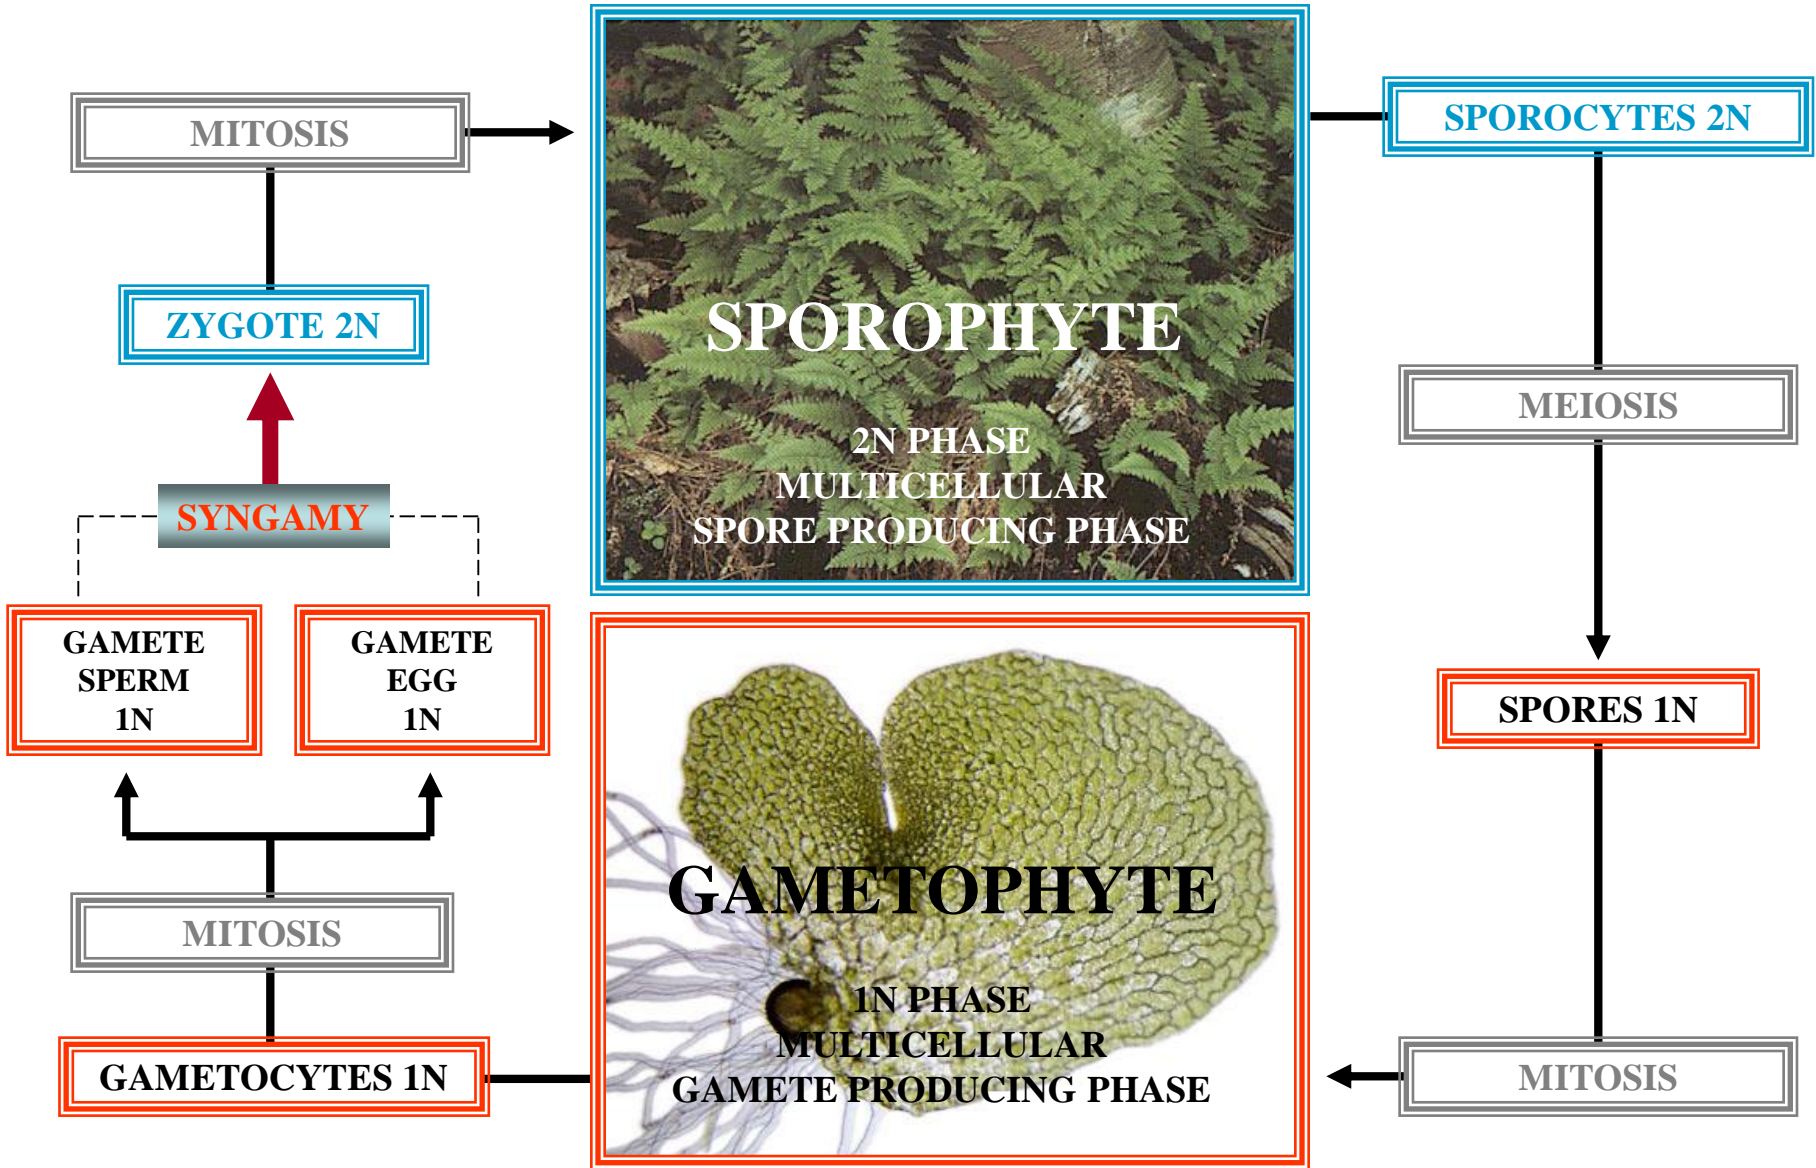 MITOSIS
SPOROCYTES 2N
ZYGOTE 2N
SPOROPHYTE
2N PHASE
MULTICELLULAR
SPORE PRODUCING PHASE
MEIOSIS
SYNGAMY
GAMETE
SPERM
1N
GAMETE
EGG
1N
SPORES 1N
GAMETOPHYTE
1N PHASE
MULTICELLULAR
GAMETE PRODUCING PHASE
MITOSIS
GAMETOCYTES 1N
MITOSIS